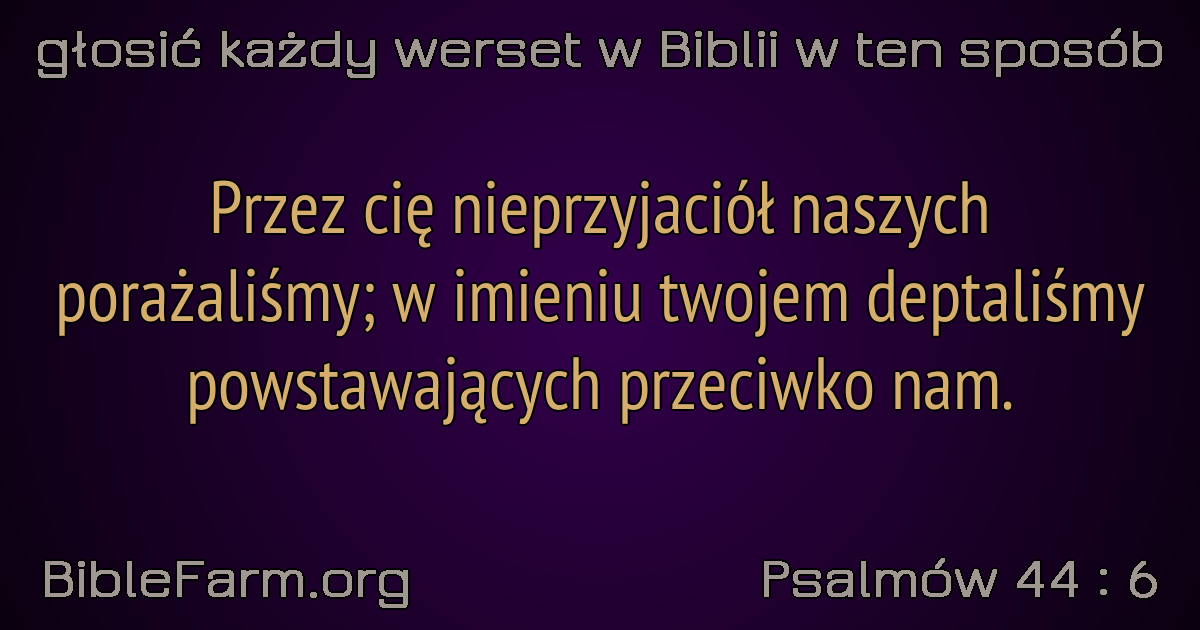 głosić każdy werset w Biblii w ten sposób
Przez cię nieprzyjaciół naszych
porażaliśmy; w imieniu twojem deptaliśmy
powstawających przeciwko nam.
BibleFarm.org
Psalmów 44 : 6